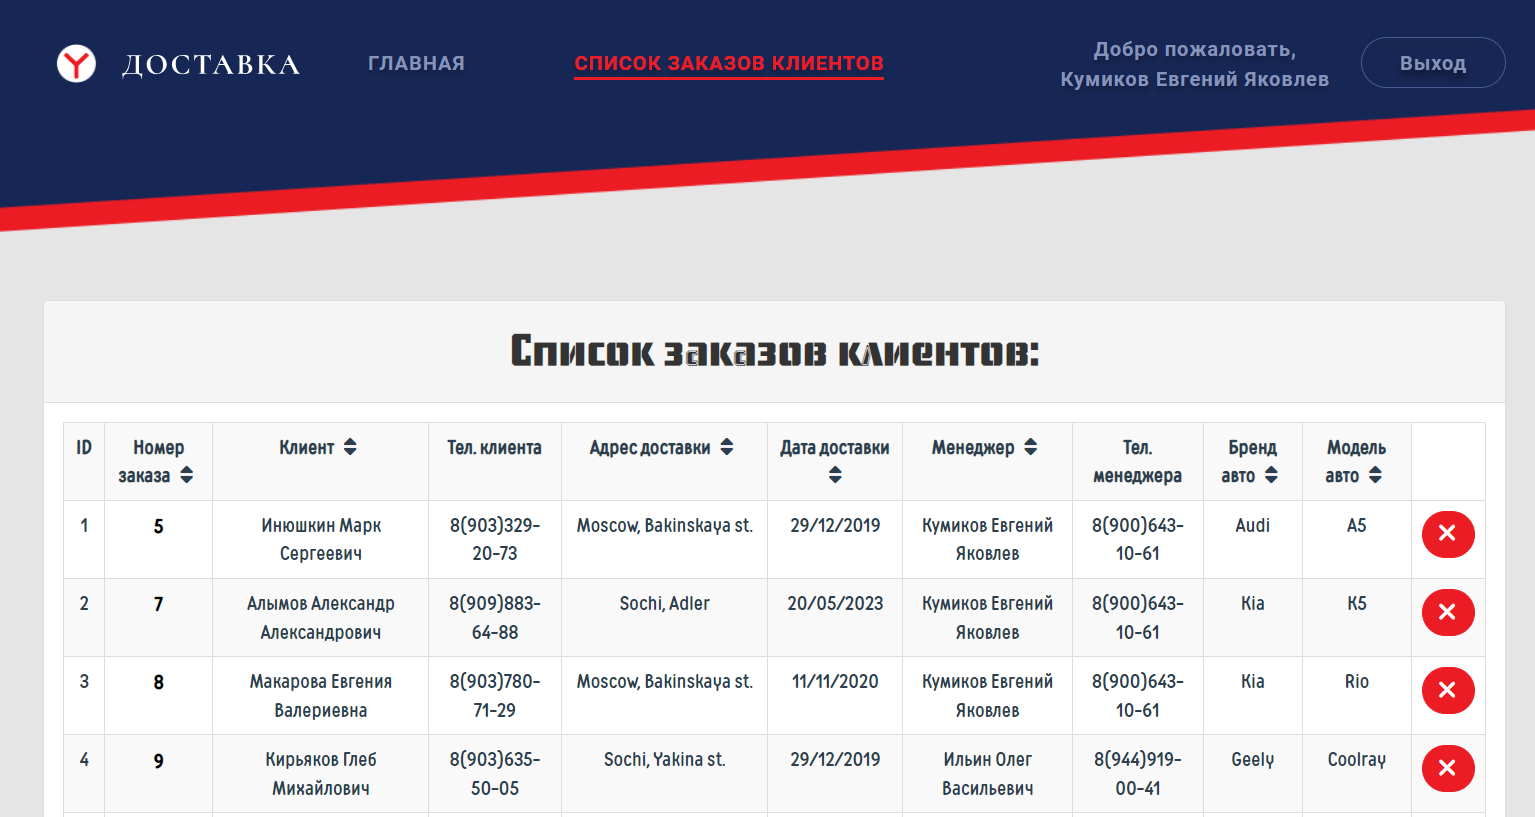 ДОСТАВКА
ГЛАВНАЯ
СПИСОК ЗАКАЗОВ КЛИЕНТОВ
Добро пожаловать,
Кумиков Евгений Яковлев
Выход
Список заказов клиентов:
ID Номер Клиент Тел. клиента Адрес доставки Дата доставки Менеджер Тел. Бренд Модель
заказа менеджера авто авто
1 5 Инюшкин Марк 8(903)329- Moscow, Bakinskaya st. 29/12/2019 Кумиков Евгений 8(900)643- Audi A5
Сергеевич 20-73 Яковлев 10-61
2 7 Алымов Александр 8(909)883- Sochi, Adler 20/05/2023 Кумиков Евгений 8(900)643- Kia K5
Александрович 64-88 Яковлев 10-61
3 8 Макарова Евгения 8(903)780- Moscow, Bakinskaya st. 11/11/2020 Кумиков Евгений 8(900)643- Kia Rio
Валериевна 71-29 Яковлев 10-61
4 9 Кирьяков Глеб 8(903)635- Sochi, Yakina st. 29/12/2019 Ильин Олег 8(944)919- Geely Coolray
Михайлович 50-05 Васильевич 00-41